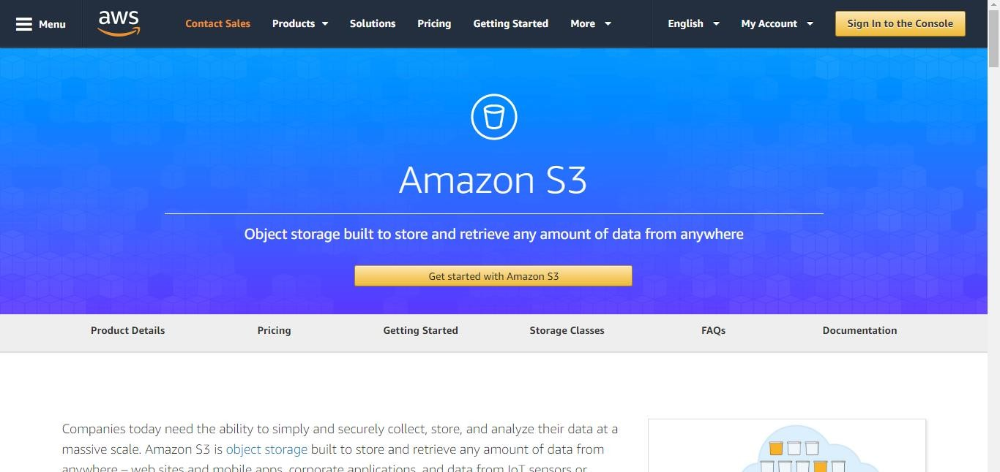 Menu
aws
Contact Sales
Products
Solutions
Pricing
Getting Started
More
English
My Account
Sign In to the Console
Amazon S3
Object storage built to store and retrieve any amount of data from anywhere
Get started with Amazon S3
Product Details
Pricing
Getting Started
Storage Classes
FAQs
Documentation
Companies today need the ability to simply and securely collect, store, and analyze their data at a
massive scale. Amazon S3 is object storage built to store and retrieve any amount of data from
anywhere – web sites and mobile apps, corporate applications, and data from IoT sensors or